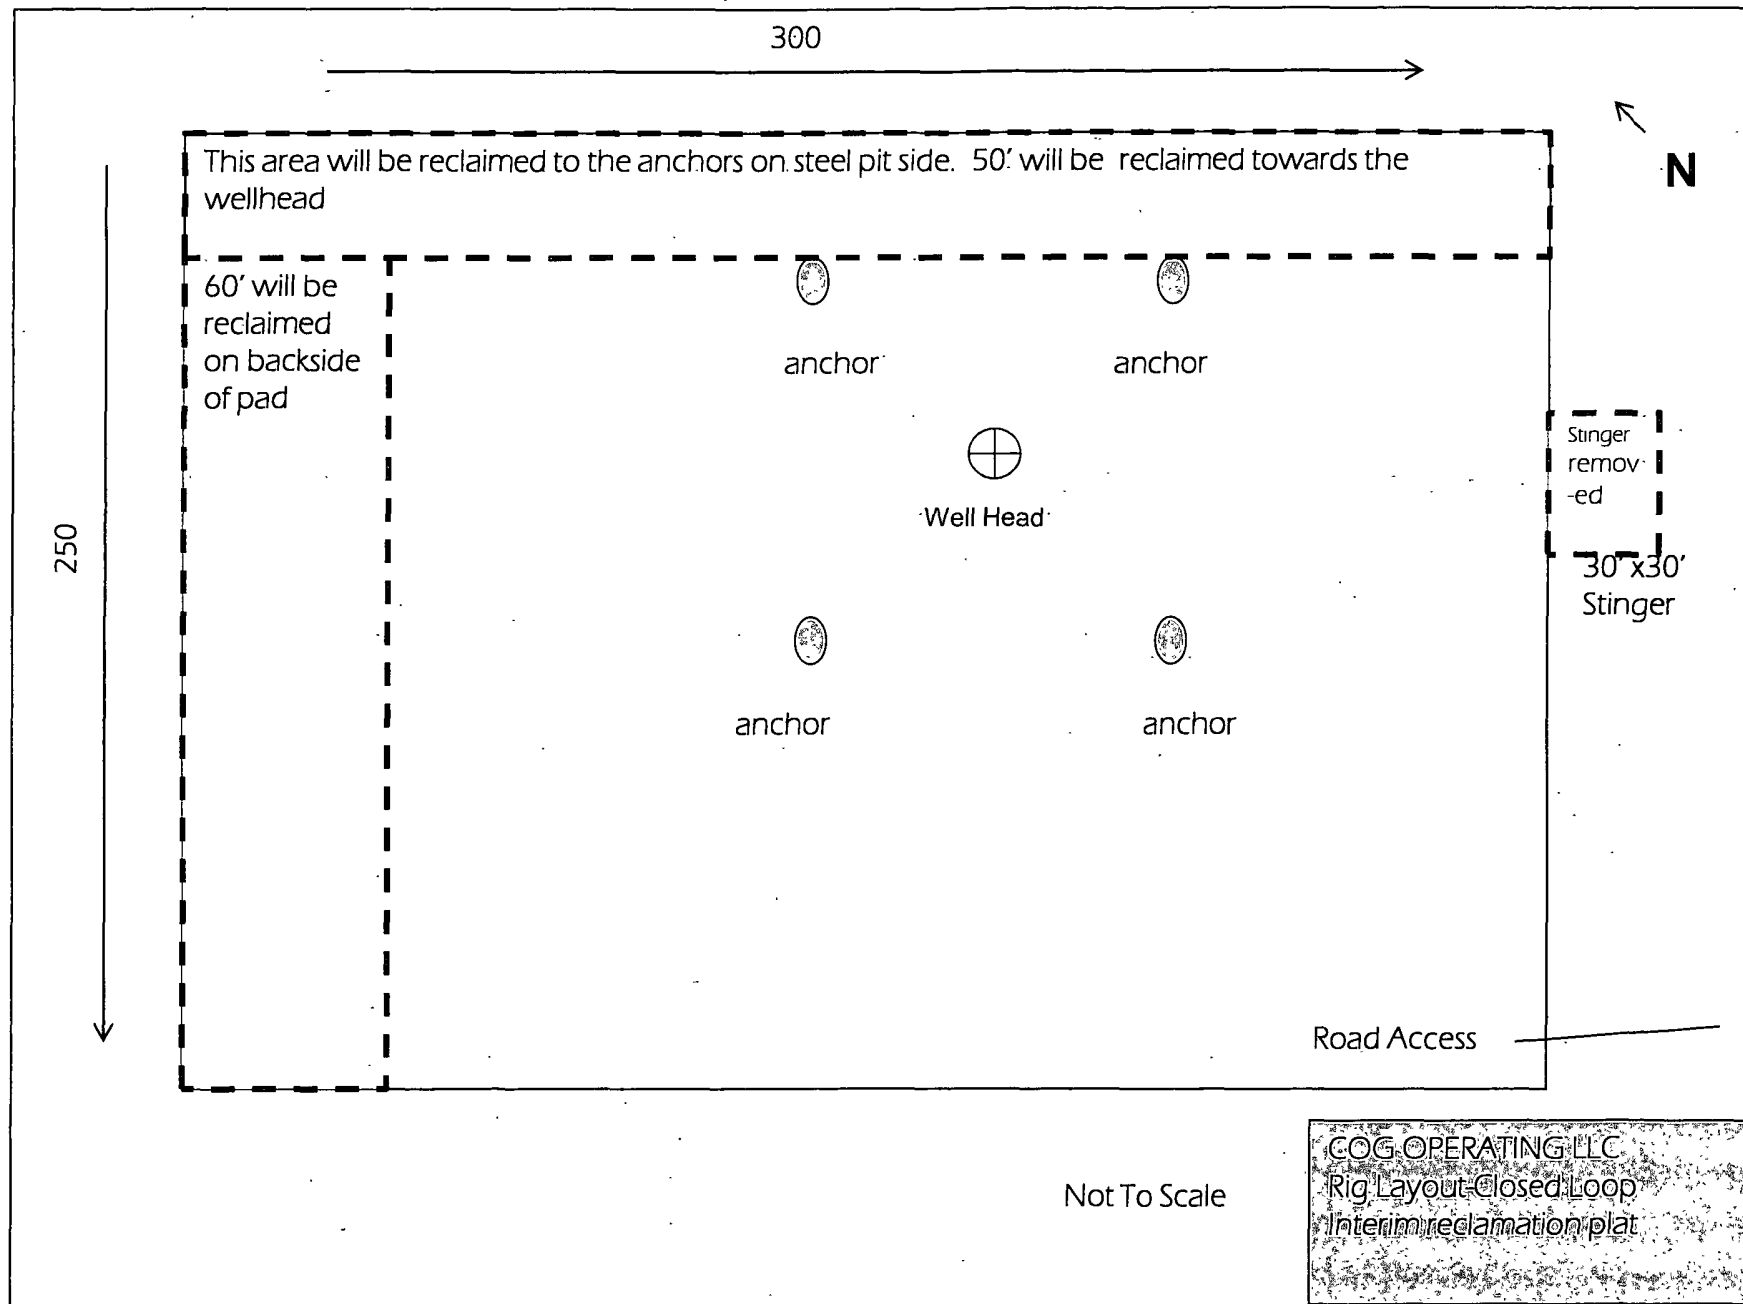 300
N
This area will be reclaimed to the anchors on steel pit side. 50' will be reclaimed towards the
wellhead
60' will be
reclaimed
on backside
of pad
anchor
anchor
Stinger
remov
-ed
Well Head
250
30'x30'
Stinger
anchor
anchor
Road Access
Not To Scale
COG OPERATING LLC
Rig Layout-Closed Loop
Interim reclamation plat